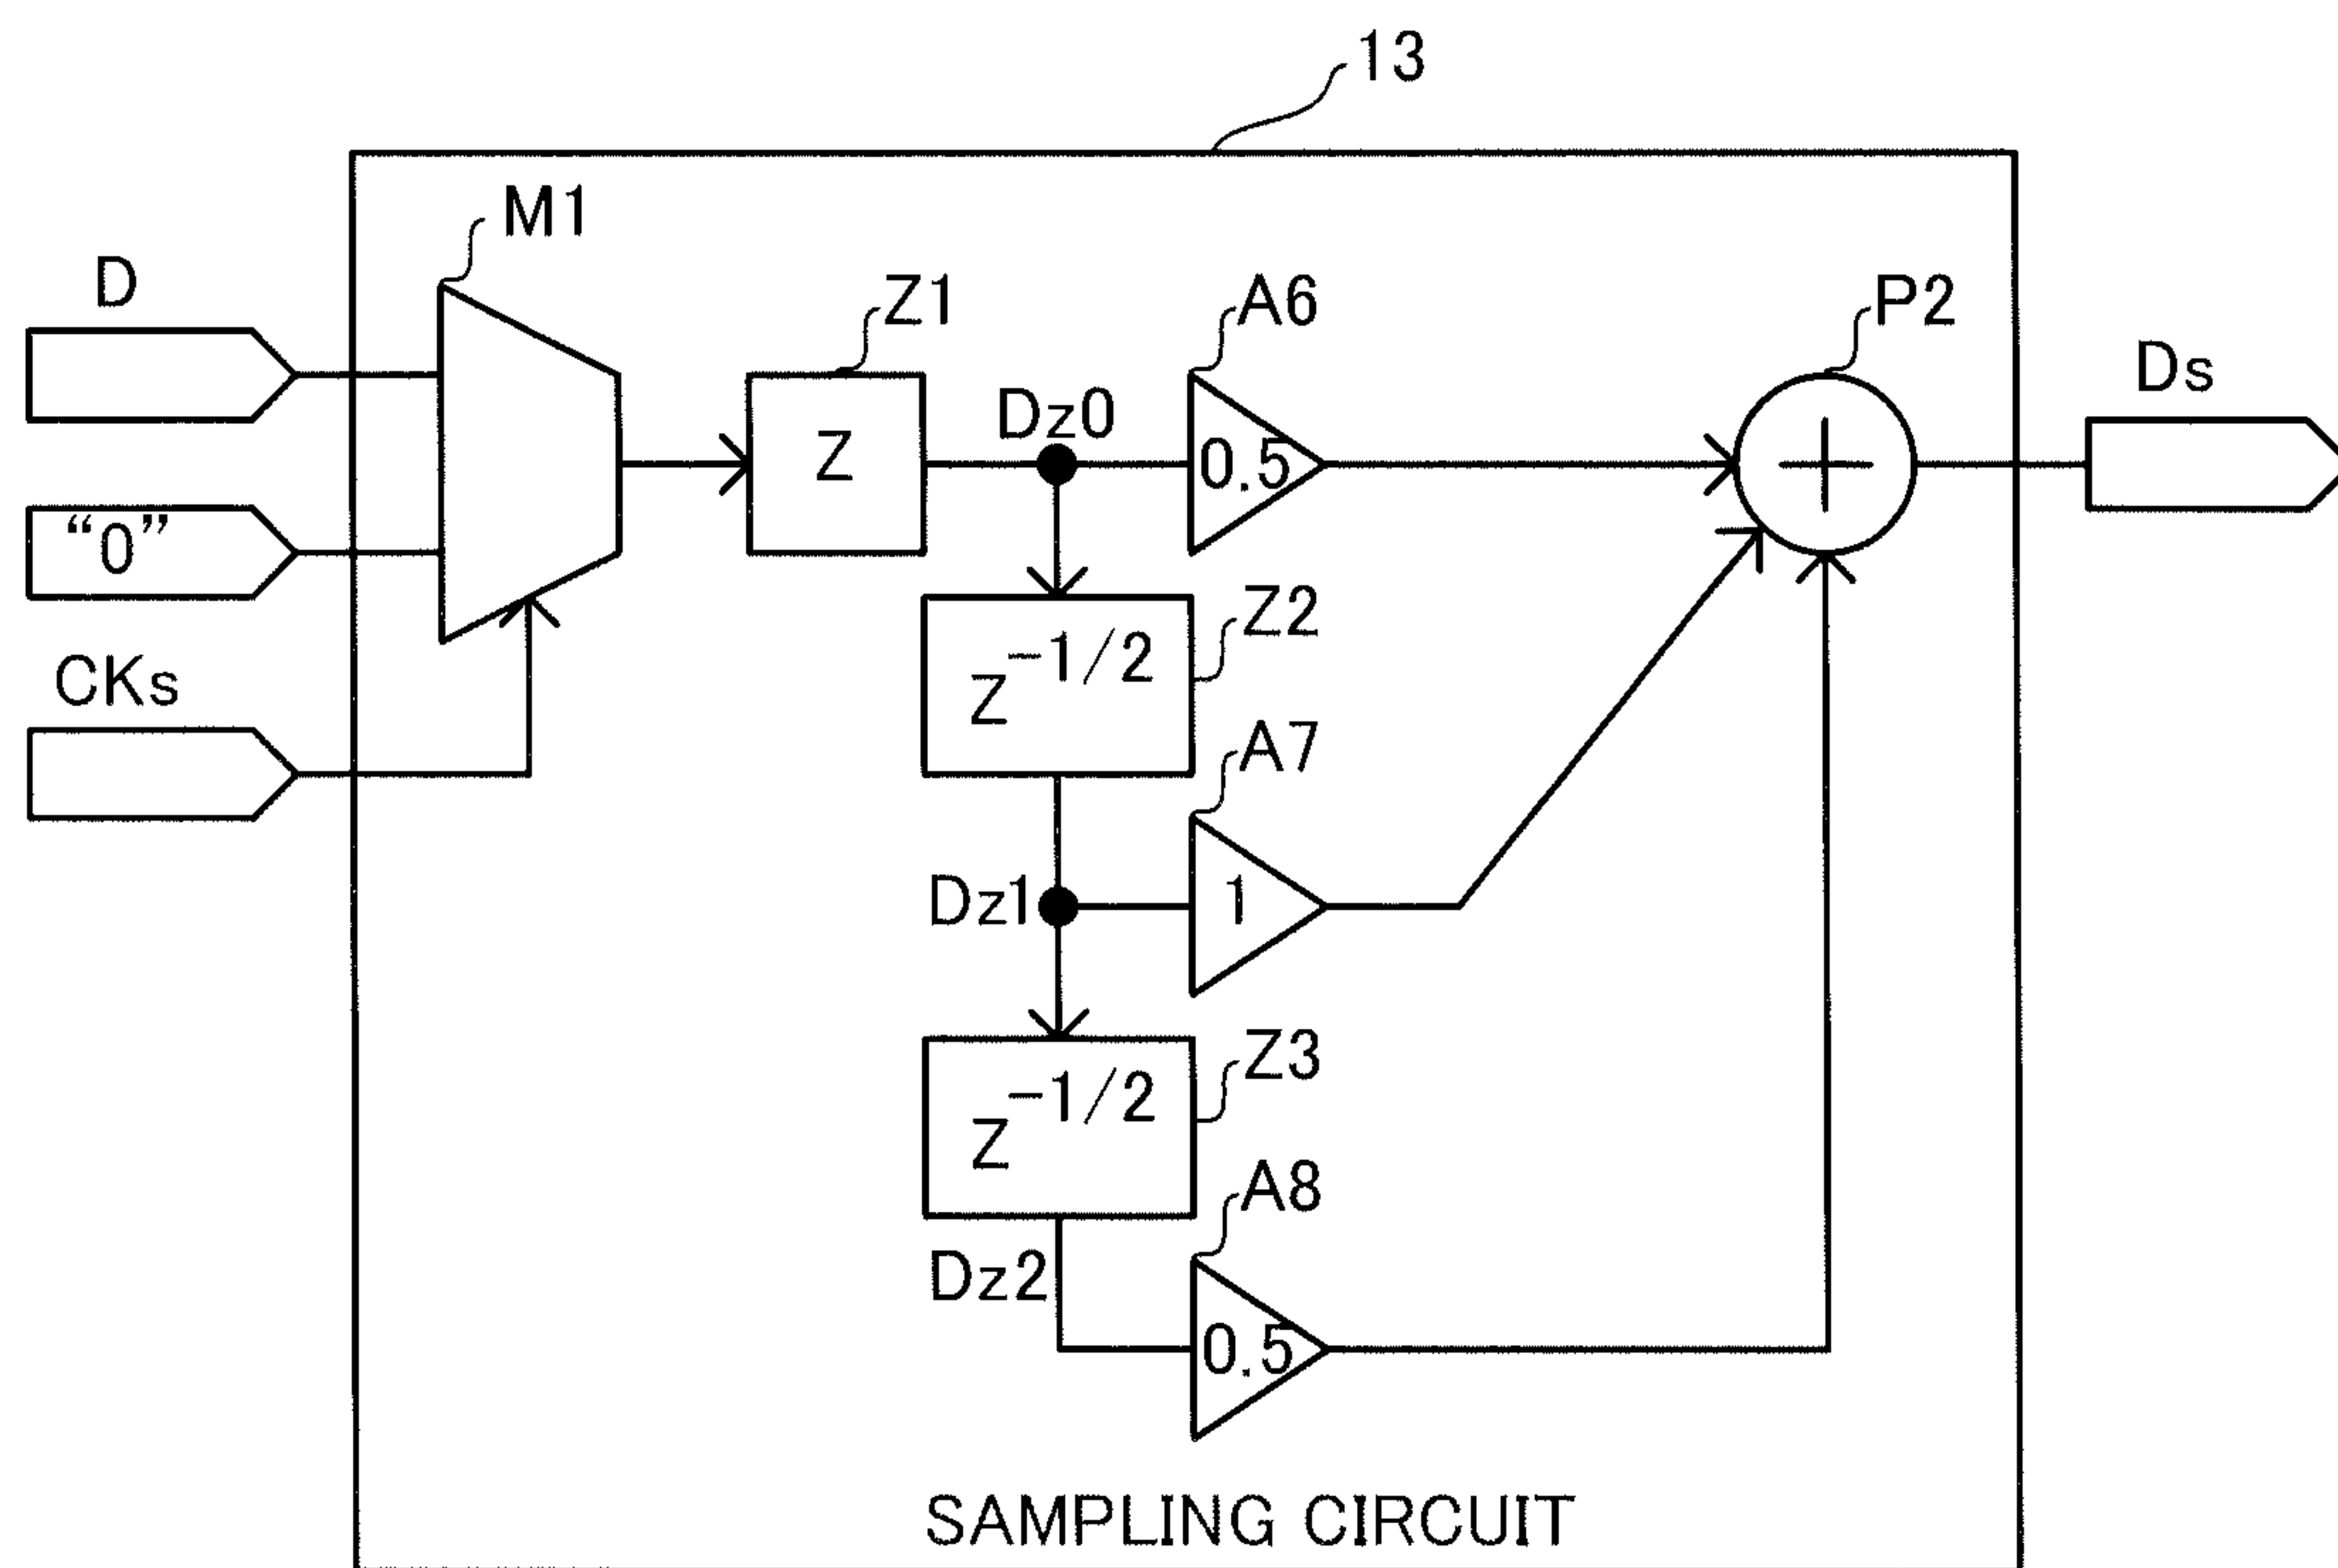 13
M1
D
Z1
A6
P2
Ds
Dz0
Z
0.5
"0"
CKs
Z2
Z-1/2
A7
Dz1
1
Z3
Z-1/2
A8
Dz2
0.5
SAMPLING CIRCUIT